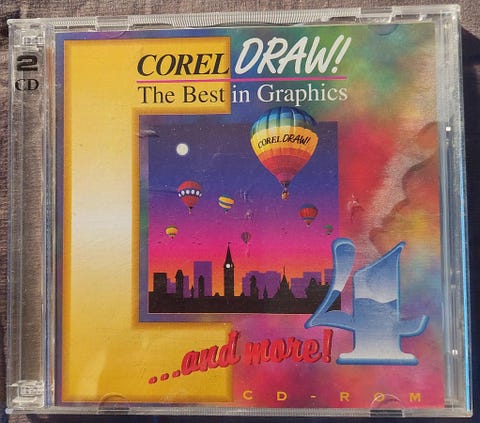 2
CD
COREL DRAW!
The Best in Graphics
COREL DRAW!
4
...and more!
CD-ROM